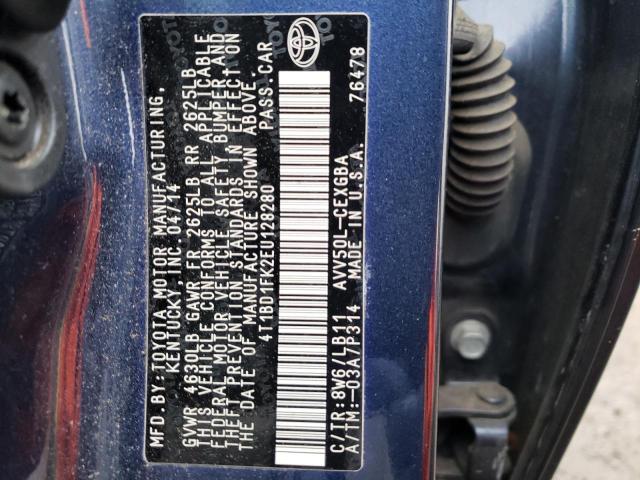 MFD.BY:TOYOTA MOTOR MANUFACTURING,
KENTUCKY,INC. 04/14
GVWR 4630LB GAWR FR 2625LB RR 2625LB
THIS VEHICLE CONFORMS TO ALL APPLICABLE
FEDERAL MOTOR VEHICLE SAFETY BUMPER,AND
THEFT PREVENTION STANDARDS IN EFFECT ON
THE DATE OF MANUFACTURE SHOWN ABOVE.
4T1BD1FK2EU128280 PASS.CAR
C/TR:8W6/LB11 AVV50L-CEXGBA
A/TM:-03A/P314 MADE IN U.S.A. 76478